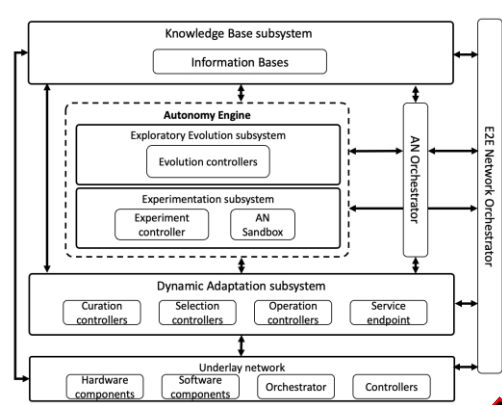 Knowledge Base subsystem
Information Bases
Autonomy Engine
Exploratory Evolution subsystem
Evolution controllers
Experimentation subsystem
Experiment
controller
AN
Sandbox
AN Orchestrator
E2E Network Orchestrator
Dynamic Adaptation subsystem
Curation
controllers
Selection
controllers
Operation
controllers
Service
endpoint
Underlay network
Hardware
components
Software
components
Orchestrator
Controllers